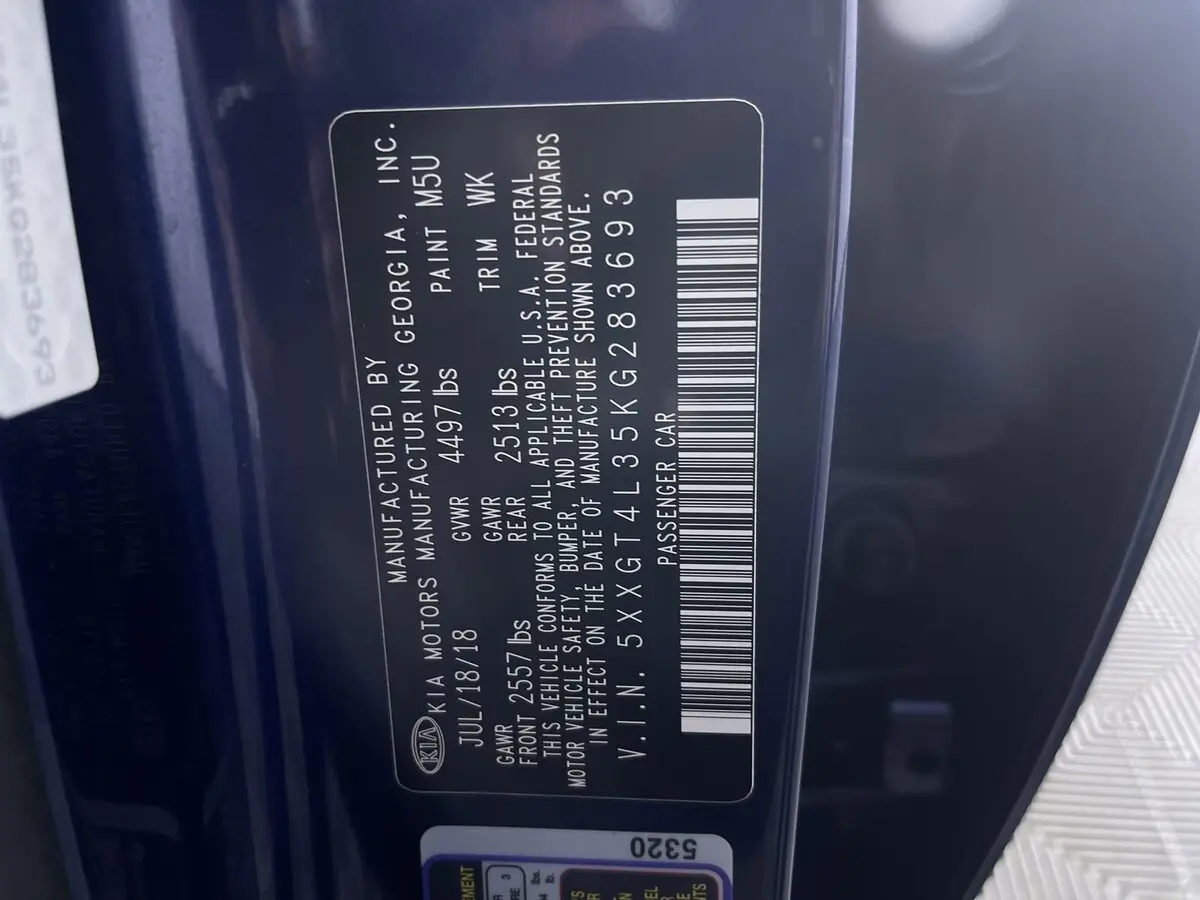 MANUFACTURED BY
KIA KIA MOTORS MANUFACTURING GEORGIA, INC.
JUL/18/18 GVWR 4497 lbs PAINT M5U
GAWR FRONT 2557 lbs GAWR REAR 2513 lbs TRIM WK
THIS VEHICLE CONFORMS TO ALL APPLICABLE U.S.A. FEDERAL
MOTOR VEHICLE SAFETY, BUMPER, AND THEFT PREVENTION STANDARDS
IN EFFECT ON THE DATE OF MANUFACTURE SHOWN ABOVE.
V.I.N. 5XXGT4L35KG283693
PASSENGER CAR
5320